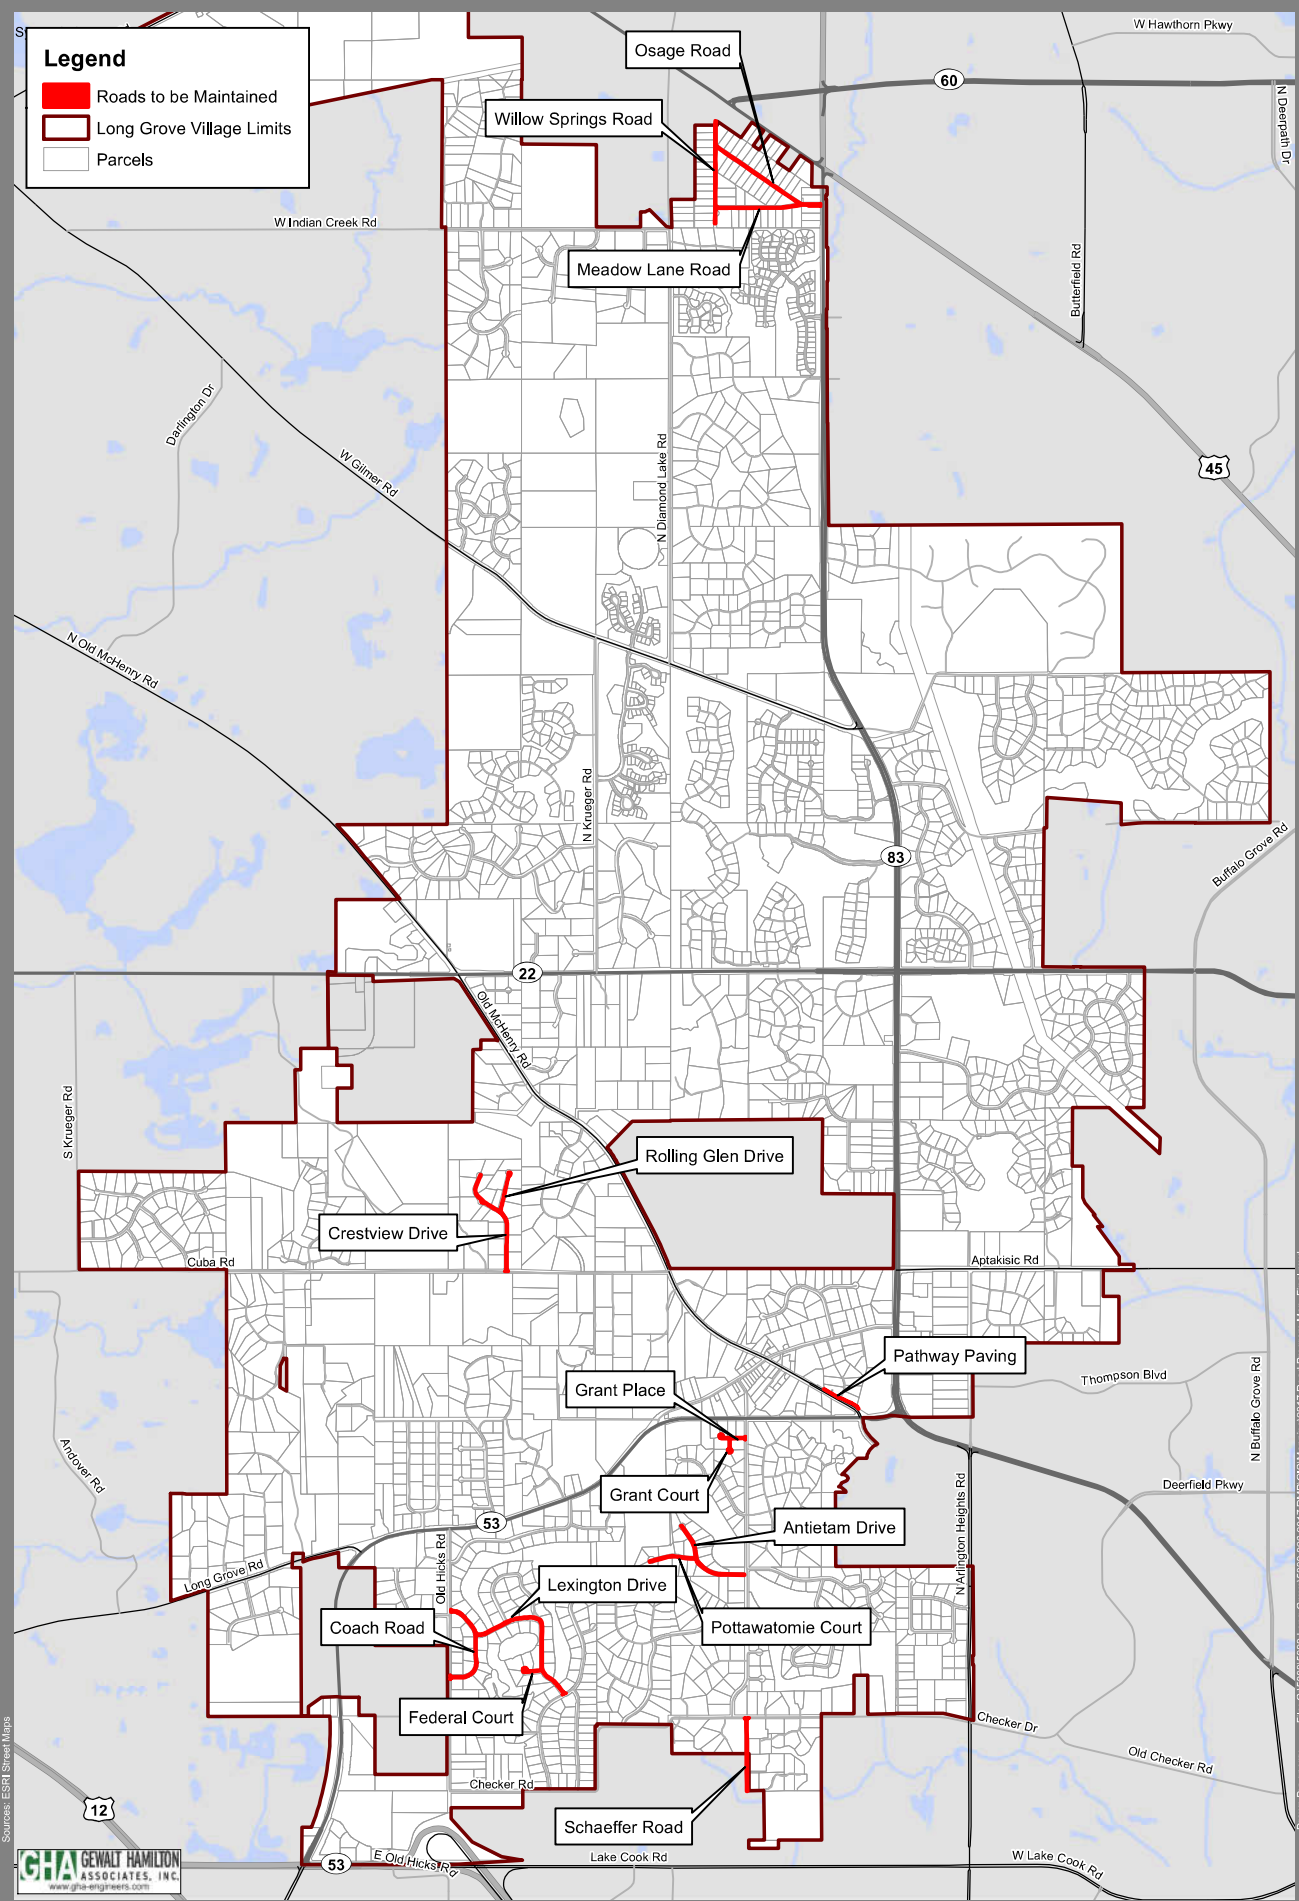 Legend
Roads to be Maintained
Long Grove Village Limits
Parcels
Osage Road
W Hawthorn Pkwy
60
N Deerpath Dr
Willow Springs Road
W Indian Creek Rd
Meadow Lane Road
Butterfield Rd
Darlington Dr
W Gilmer Rd
N Diamond Lake Rd
45
N Old McHenry Rd
N Krueger Rd
83
Buffalo Grove Rd
22
Old McHenry Rd
S Krueger Rd
Rolling Glen Drive
Crestview Drive
Cuba Rd
Aptakisic Rd
Pathway Paving
Grant Place
Thompson Blvd
N Buffalo Grove Rd
Andover Rd
Grant Court
Deerfield Pkwy
53
Antietam Drive
N Arlington Heights Rd
Old Hicks Rd
Long Grove Rd
Lexington Drive
Coach Road
Pottawatomie Court
Federal Court
Checker Dr
Old Checker Rd
Checker Rd
12
Schaeffer Road
Sources: ESRI Street Maps
53
E Old Hicks Rd
Lake Cook Rd
W Lake Cook Rd
GHA GEWALT HAMILTON
ASSOCIATES, INC.
www.gha-engineers.com